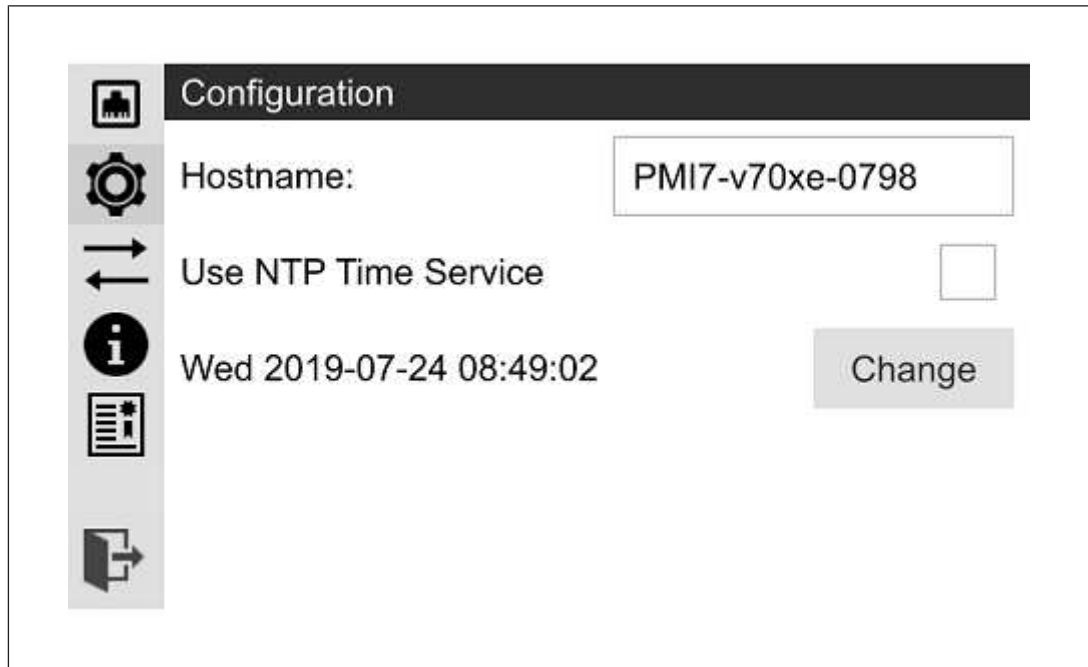 Configuration
Hostname: PMI7-v70xe-0798
Use NTP Time Service
Wed 2019-07-24 08:49:02 Change